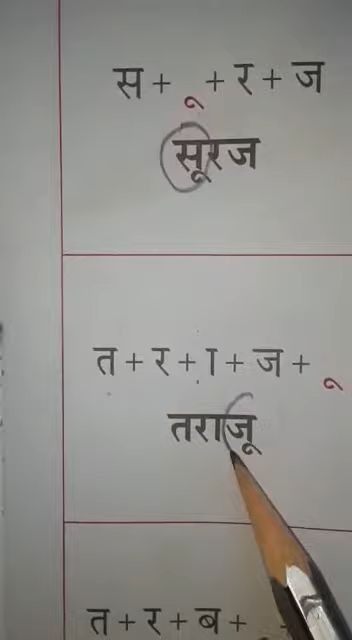 स + ू + र + ज
सूरज
त + र + ा + ज + ू
तराजू
त + र + ब +